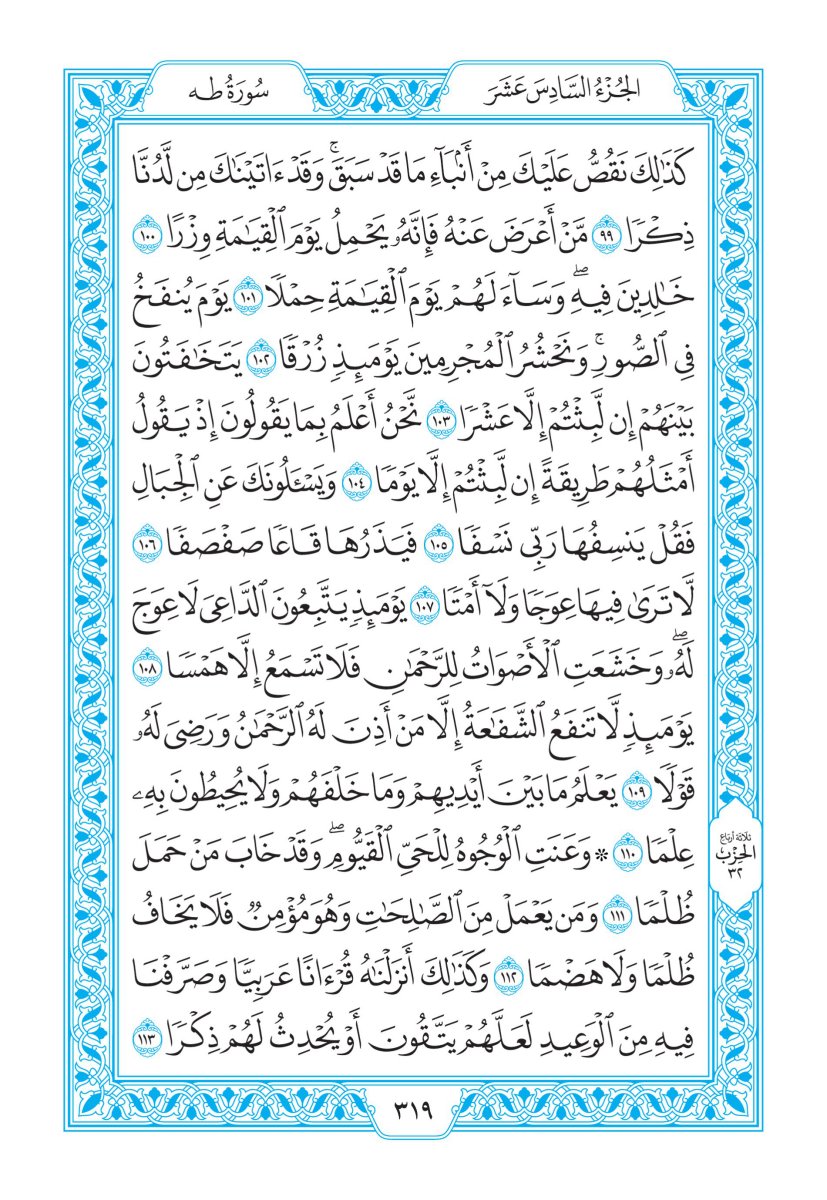 الجُزْءُ السَّادِسَ عَشَرَ
سُورَةُ طه
كَذَٰلِكَ نَقُصُّ عَلَيْكَ مِنْ أَنۢبَآءِ مَا قَدْ سَبَقَۚ وَقَدْ ءَاتَيْنَٰكَ مِن لَّدُنَّا
ذِكْرًا ٩٩ مَّنْ أَعْرَضَ عَنْهُ فَإِنَّهُۥ يَحْمِلُ يَوْمَ ٱلْقِيَٰمَةِ وِزْرًا ١٠٠
خَٰلِدِينَ فِيهِۖ وَسَآءَ لَهُمْ يَوْمَ ٱلْقِيَٰمَةِ حِمْلًا ١٠١ يَوْمَ يُنفَخُ
فِى ٱلصُّورِۚ وَنَحْشُرُ ٱلْمُجْرِمِينَ يَوْمَئِذٍ زُرْقًا ١٠٢ يَتَخَٰفَتُونَ
بَيْنَهُمْ إِن لَّبِثْتُمْ إِلَّا عَشْرًا ١٠٣ نَّحْنُ أَعْلَمُ بِمَا يَقُولُونَ إِذْ يَقُولُ
أَمْثَلُهُمْ طَرِيقَةً إِن لَّبِثْتُمْ إِلَّا يَوْمًا ١٠٤ وَيَسْـَٔلُونَكَ عَنِ ٱلْجِبَالِ
فَقُلْ يَنسِفُهَا رَبِّى نَسْفًا ١٠٥ فَيَذَرُهَا قَاعًا صَفْصَفًا ١٠٦
لَّا تَرَىٰ فِيهَا عِوَجًا وَلَآ أَمْتًا ١٠٧ يَوْمَئِذٍ يَتَّبِعُونَ ٱلدَّاعِىَ لَا عِوَجَ
لَهُۥۖ وَخَشَعَتِ ٱلْأَصْوَاتُ لِلرَّحْمَٰنِ فَلَا تَسْمَعُ إِلَّا هَمْسًا ١٠٨
يَوْمَئِذٍ لَّا تَنفَعُ ٱلشَّفَٰعَةُ إِلَّا مَنْ أَذِنَ لَهُ ٱلرَّحْمَٰنُ وَرَضِىَ لَهُۥ
قَوْلًا ١٠٩ يَعْلَمُ مَا بَيْنَ أَيْدِيهِمْ وَمَا خَلْفَهُمْ وَلَا يُحِيطُونَ بِهِۦ
عِلْمًا ١١٠ ۞ وَعَنَتِ ٱلْوُجُوهُ لِلْحَىِّ ٱلْقَيُّومِۖ وَقَدْ خَابَ مَنْ حَمَلَ
ظُلْمًا ١١١ وَمَن يَعْمَلْ مِنَ ٱلصَّٰلِحَٰتِ وَهُوَ مُؤْمِنٌ فَلَا يَخَافُ
ظُلْمًا وَلَا هَضْمًا ١١٢ وَكَذَٰلِكَ أَنزَلْنَٰهُ قُرْءَانًا عَرَبِيًّا وَصَرَّفْنَا
فِيهِ مِنَ ٱلْوَعِيدِ لَعَلَّهُمْ يَتَّقُونَ أَوْ يُحْدِثُ لَهُمْ ذِكْرًا ١١٣
ثلاثة أرباع
الحِزْب
٣٢
٣١٩